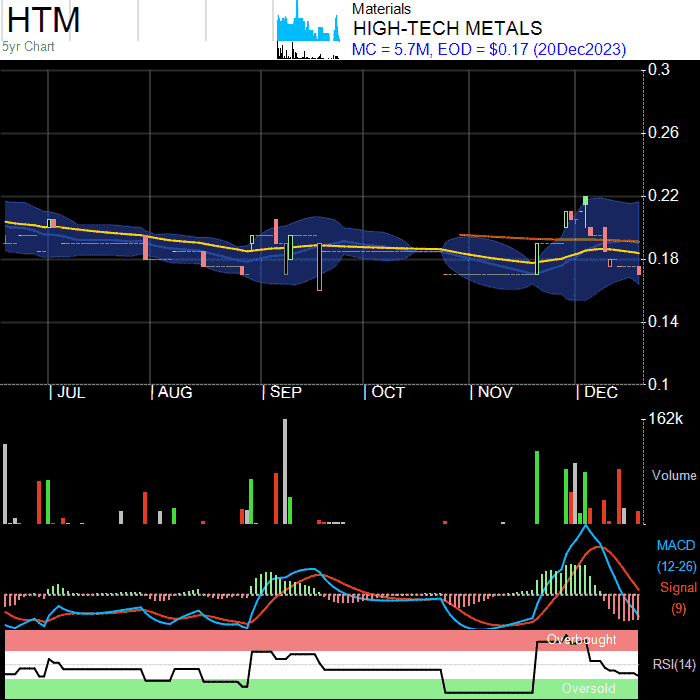 HTM
5yr Chart
Materials
HIGH-TECH METALS
MC = 5.7M, EOD = $0.17 (20Dec2023)
0.3
0.26
0.22
0.18
0.14
0.1
| JUL | AUG | SEP | OCT | NOV | DEC
162k
Volume
MACD
(12-26)
Signal
(9)
Overbought
RSI(14)
Oversold